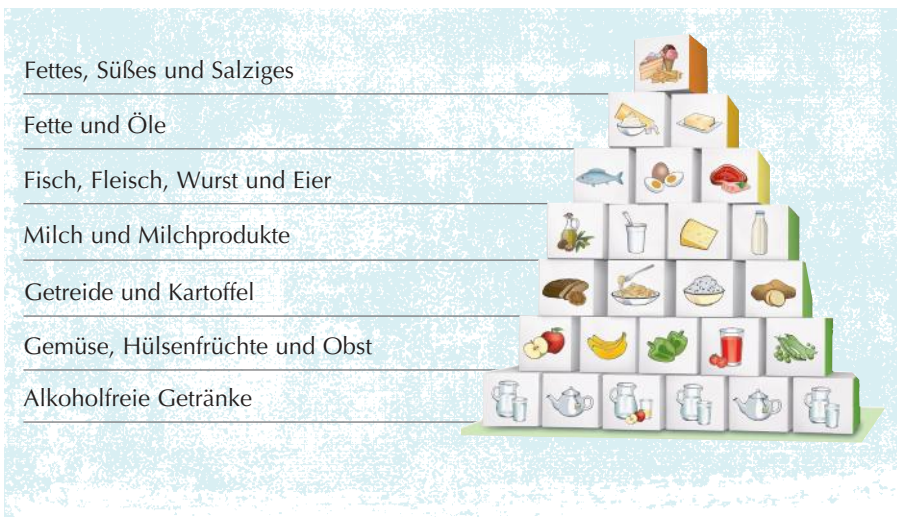 Fettes, Süßes und Salziges
Fette und Öle
Fisch, Fleisch, Wurst und Eier
Milch und Milchprodukte
Getreide und Kartoffel
Gemüse, Hülsenfrüchte und Obst
Alkoholfreie Getränke